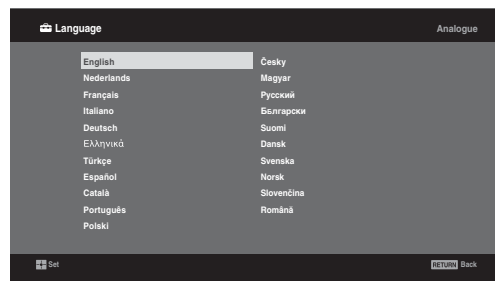 Language
Analogue
English
Nederlands
Français
Italiano
Deutsch
Ελληνικὰ
Türkçe
Español
Català
Português
Polski
Česky
Magyar
Русский
Български
Suomi
Dansk
Svenska
Norsk
Slovenčina
Română
Set
RETURN Back